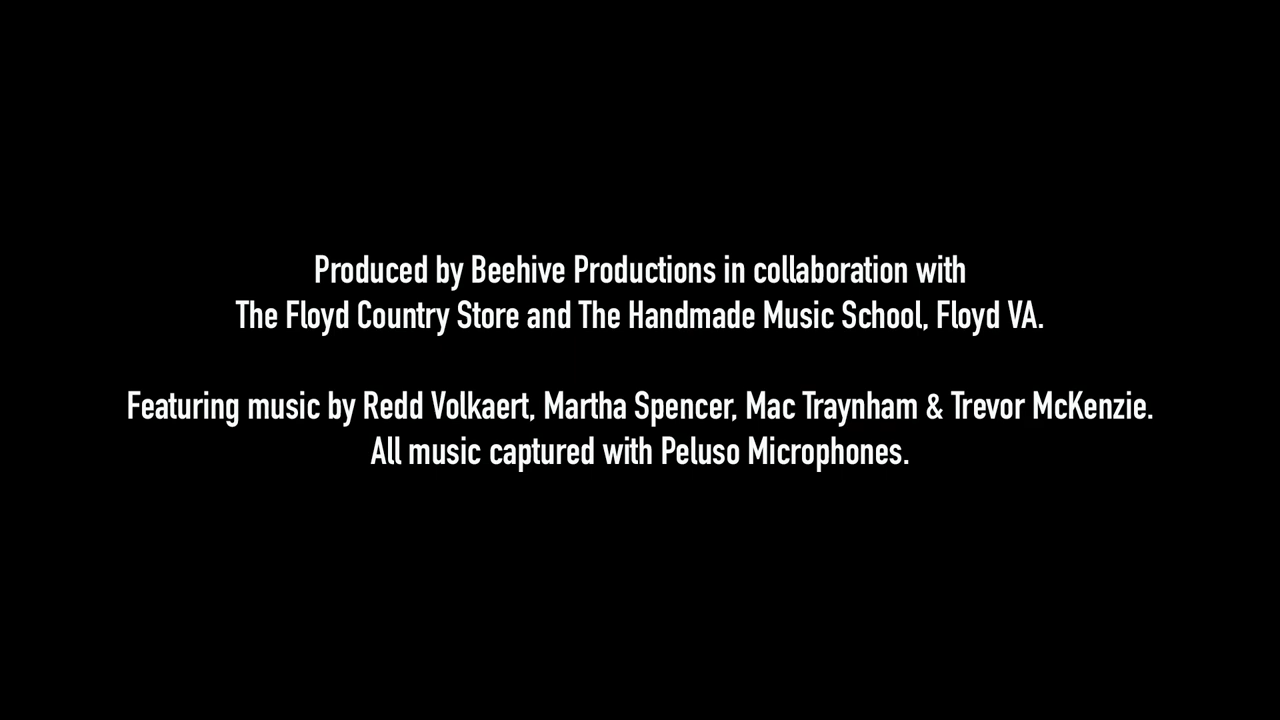 Produced by Beehive Productions in collaboration with
The Floyd Country Store and The Handmade Music School, Floyd VA.
Featuring music by Redd Volkaert, Martha Spencer, Mac Traynham & Trevor McKenzie.
All music captured with Peluso Microphones.